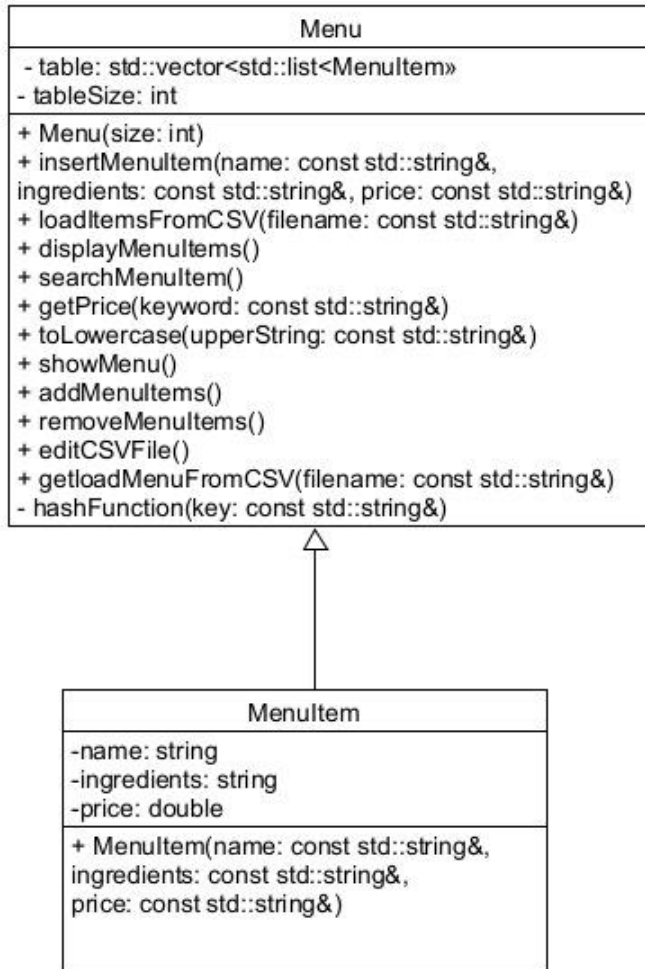 Menu
- table: std::vector<std::list<MenuItem»
- tableSize: int
+ Menu(size: int)
+ insertMenuItem(name: const std::string&,
ingredients: const std::string&, price: const std::string&)
+ loadItemsFromCSV(filename: const std::string&)
+ displayMenuItems()
+ searchMenuItem()
+ getPrice(keyword: const std::string&)
+ toLowercase(upperString: const std::string&)
+ showMenu()
+ addMenuItems()
+ removeMenuItems()
+ editCSVFile()
+ getloadMenuFromCSV(filename: const std::string&)
- hashFunction(key: const std::string&)
MenuItem
-name: string
-ingredients: string
-price: double
+ MenuItem(name: const std::string&,
ingredients: const std::string&,
price: const std::string&)